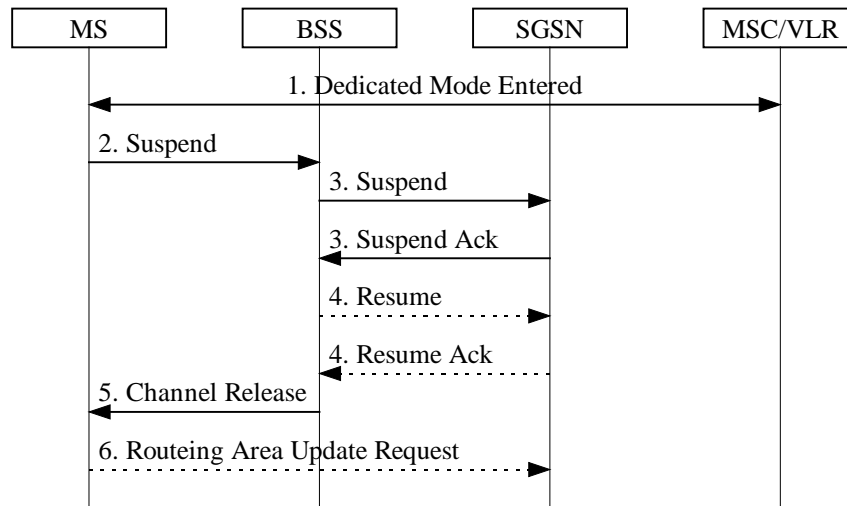 MS
BSS
SGSN
MSC/VLR
1. Dedicated Mode Entered
2. Suspend
3. Suspend
3. Suspend Ack
4. Resume
4. Resume Ack
5. Channel Release
6. Routeing Area Update Request